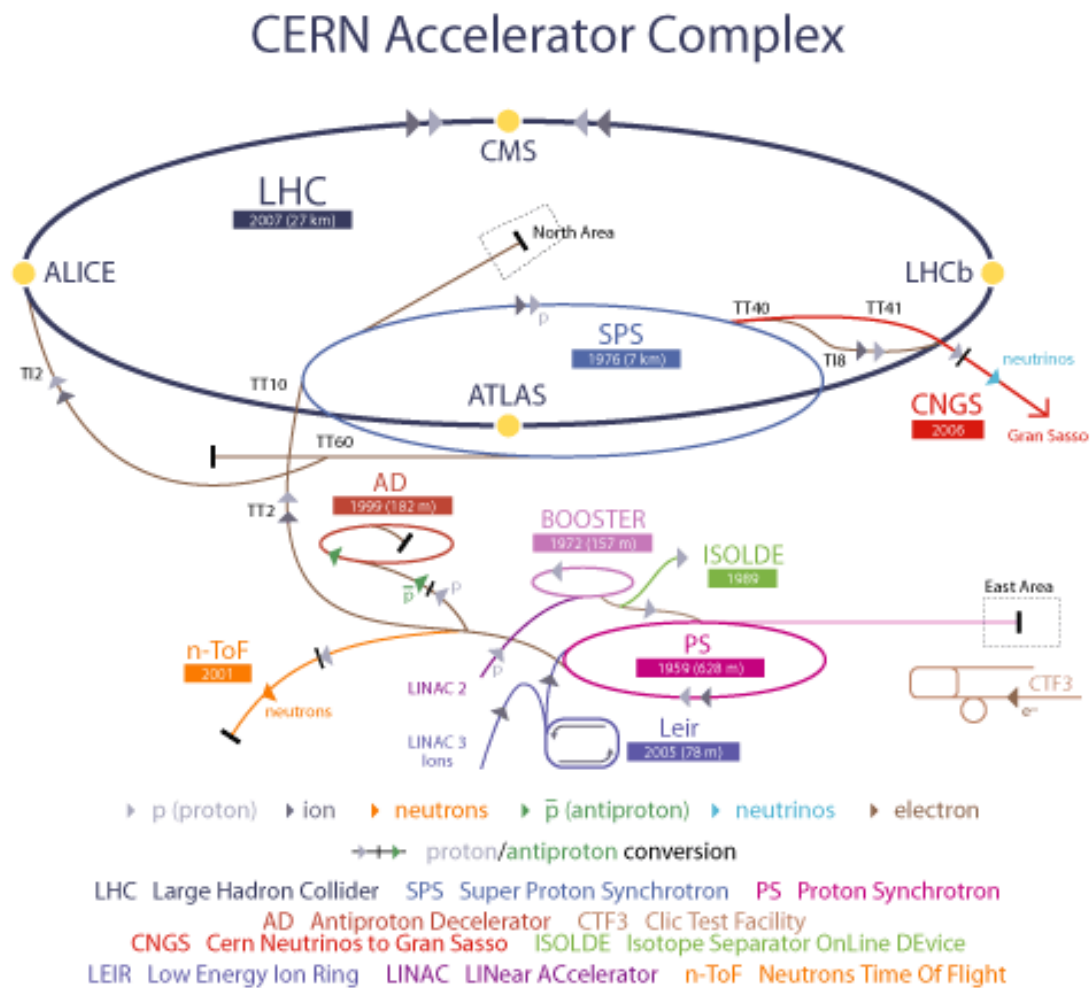 CERN Accelerator Complex
CMS
LHC
2007 (27 km)
North Area
ALICE
LHCb
TT40
TT41
p
SPS
1976 (7 km)
TI8
neutrinos
TI2
TT10
ATLAS
CNGS
2006
Gran Sasso
TT60
AD
1999 (182 m)
TT2
BOOSTER
1972 (157 m)
ISOLDE
1989
p̅
p
East Area
n-ToF
2001
PS
1959 (628 m)
p
LINAC 2
CTF3
neutrons
e-
Leir
2005 (78 m)
LINAC 3
Ions
p (proton) ion neutrons p̅ (antiproton) neutrinos electron
proton/antiproton conversion
LHC Large Hadron Collider SPS Super Proton Synchrotron PS Proton Synchrotron
AD Antiproton Decelerator CTF3 Clic Test Facility
CNGS Cern Neutrinos to Gran Sasso ISOLDE Isotope Separator OnLine DEvice
LEIR Low Energy Ion Ring LINAC LINear ACcelerator n-ToF Neutrons Time Of Flight